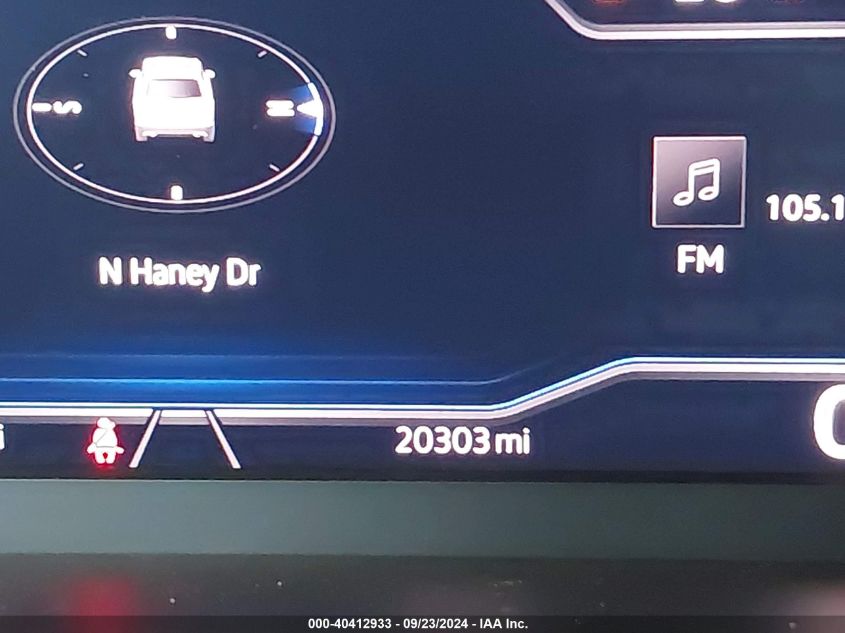 S
N
105.1
FM
N Haney Dr
20303 mi
000-40412933 - 09/23/2024 - IAA Inc.